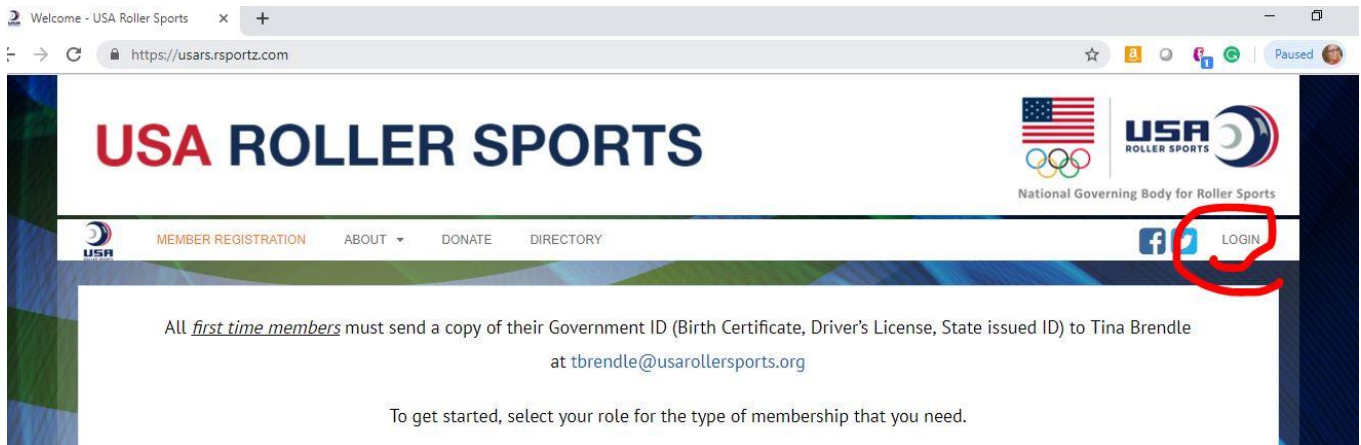 Welcome - USA Roller Sports
https://usars.rsportz.com
a
1
Paused
USA ROLLER SPORTS
USA
ROLLER SPORTS
National Governing Body for Roller Sports
USA
MEMBER REGISTRATION ABOUT DONATE DIRECTORY LOGIN
All first time members must send a copy of their Government ID (Birth Certificate, Driver’s License, State issued ID) to Tina Brendle
at tbrendle@usarollersports.org
To get started, select your role for the type of membership that you need.